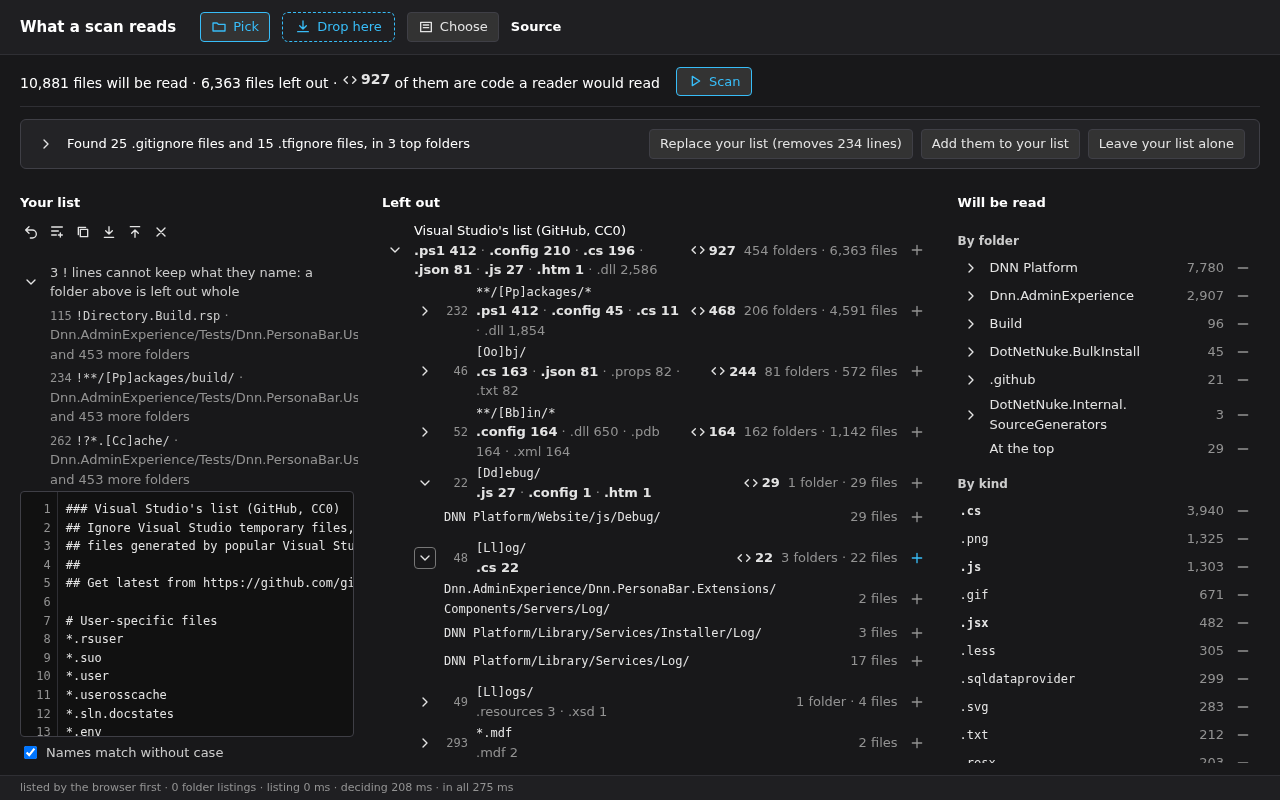 What a scan reads
Pick
Drop here
Choose
Source
10,881 files will be read · 6,363 files left out · 927 of them are code a reader would read
Scan
Found 25 .gitignore files and 15 .tfignore files, in 3 top folders
Replace your list (removes 234 lines)
Add them to your list
Leave your list alone
Your list
3 ! lines cannot keep what they name: a
folder above is left out whole
115 !Directory.Build.rsp ·
Dnn.AdminExperience/Tests/Dnn.PersonaBar.Us
and 453 more folders
234 !**/[Pp]ackages/build/ ·
Dnn.AdminExperience/Tests/Dnn.PersonaBar.Us
and 453 more folders
262 !?*.[Cc]ache/ ·
Dnn.AdminExperience/Tests/Dnn.PersonaBar.Us
and 453 more folders
1 ### Visual Studio's list (GitHub, CC0)
2 ## Ignore Visual Studio temporary files,
3 ## files generated by popular Visual Stu
4 ##
5 ## Get latest from https://github.com/gi
6
7 # User-specific files
8 *.rsuser
9 *.suo
10 *.user
11 *.userosscache
12 *.sln.docstates
13 *.env
Names match without case
Left out
Visual Studio's list (GitHub, CC0)
.ps1 412 · .config 210 · .cs 196 ·
.json 81 · .js 27 · .htm 1 · .dll 2,586
927 454 folders · 6,363 files
**/[Pp]ackages/*
232 .ps1 412 · .config 45 · .cs 11
· .dll 1,854
468 206 folders · 4,591 files
[Oo]bj/
46 .cs 163 · .json 81 · .props 82 ·
.txt 82
244 81 folders · 572 files
**/[Bb]in/*
52 .config 164 · .dll 650 · .pdb
164 · .xml 164
164 162 folders · 1,142 files
22 [Dd]ebug/
.js 27 · .config 1 · .htm 1
29 1 folder · 29 files
DNN Platform/Website/js/Debug/ 29 files
48 [Ll]og/
.cs 22
22 3 folders · 22 files
Dnn.AdminExperience/Dnn.PersonaBar.Extensions/
Components/Servers/Log/ 2 files
DNN Platform/Library/Services/Installer/Log/ 3 files
DNN Platform/Library/Services/Log/ 17 files
49 [Ll]ogs/
.resources 3 · .xsd 1
1 folder · 4 files
293 *.mdf
.mdf 2
2 files
Will be read
By folder
DNN Platform 7,780
Dnn.AdminExperience 2,907
Build 96
DotNetNuke.BulkInstall 45
.github 21
DotNetNuke.Internal.
SourceGenerators 3
At the top 29
By kind
.cs 3,940
.png 1,325
.js 1,303
.gif 671
.jsx 482
.less 305
.sqldataprovider 299
.svg 283
.txt 212
.resx 203
listed by the browser first · 0 folder listings · listing 0 ms · deciding 208 ms · in all 275 ms